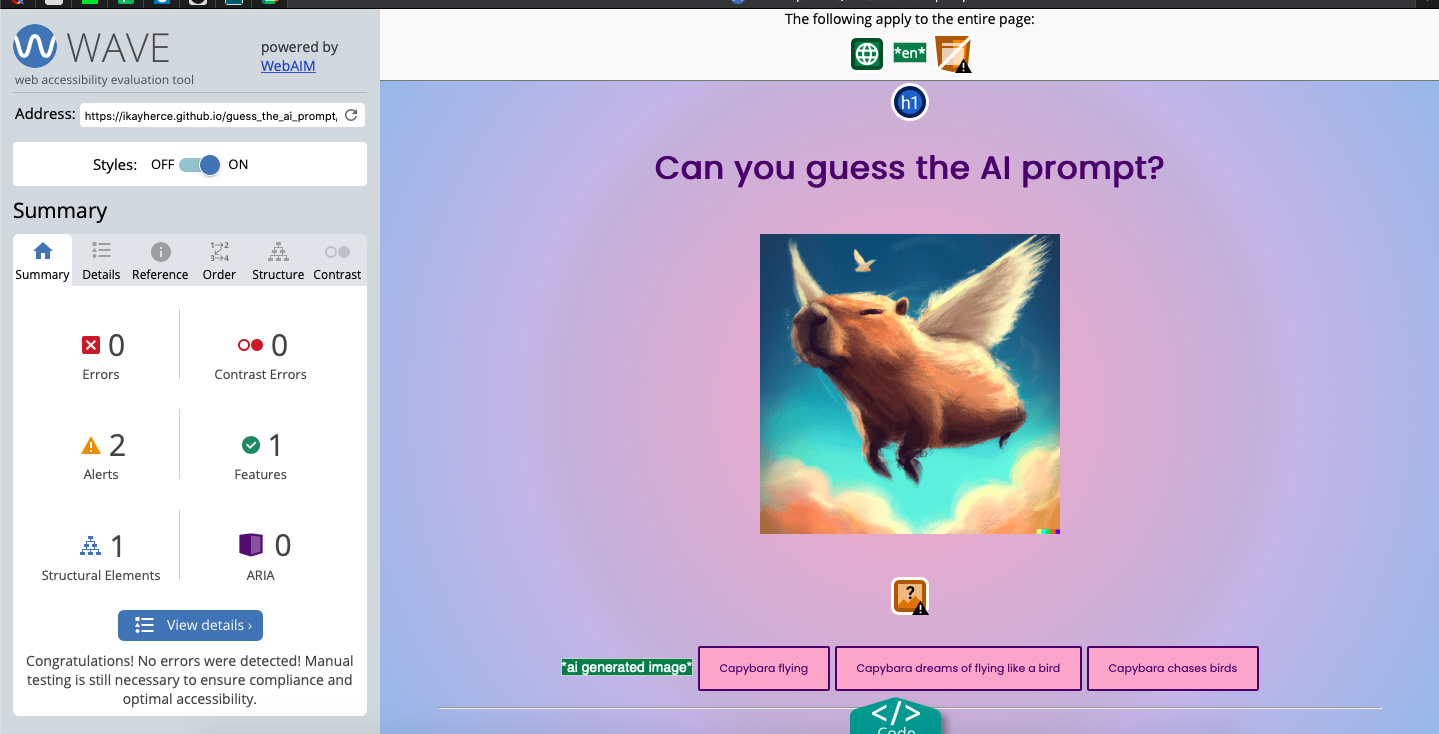 The following apply to the entire page:
*en*
WAVE
web accessibility evaluation tool
powered by
WebAIM
Address:
https://ikayherce.github.io/guess_the_ai_prompt,
Styles: OFF ON
Summary
Summary Details Reference Order Structure Contrast
0
Errors
0
Contrast Errors
2
Alerts
1
Features
1
Structural Elements
0
ARIA
View details ›
Congratulations! No errors were detected! Manual
testing is still necessary to ensure compliance and
optimal accessibility.
h1
Can you guess the AI prompt?
?
*ai generated image*
Capybara flying
Capybara dreams of flying like a bird
Capybara chases birds
</>
Code